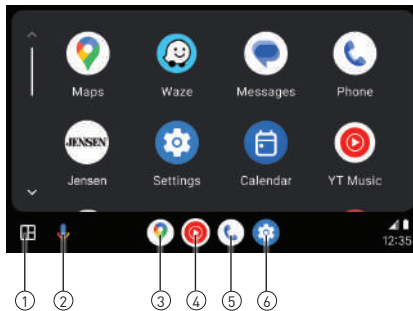 Maps Waze Messages Phone
JENSEN
Jensen Settings Calendar YT Music
12:35
1 2 3 4 5 6